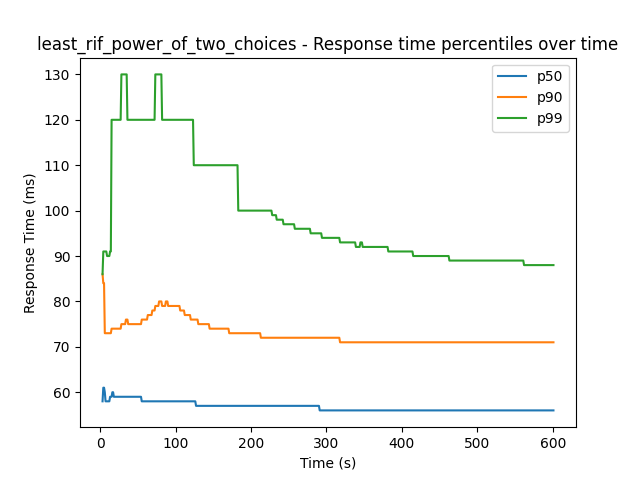 least_rif_power_of_two_choices - Response time percentiles over time
p50
p90
p99
Response Time (ms)
130
120
110
100
90
80
70
60
0 100 200 300 400 500 600
Time (s)